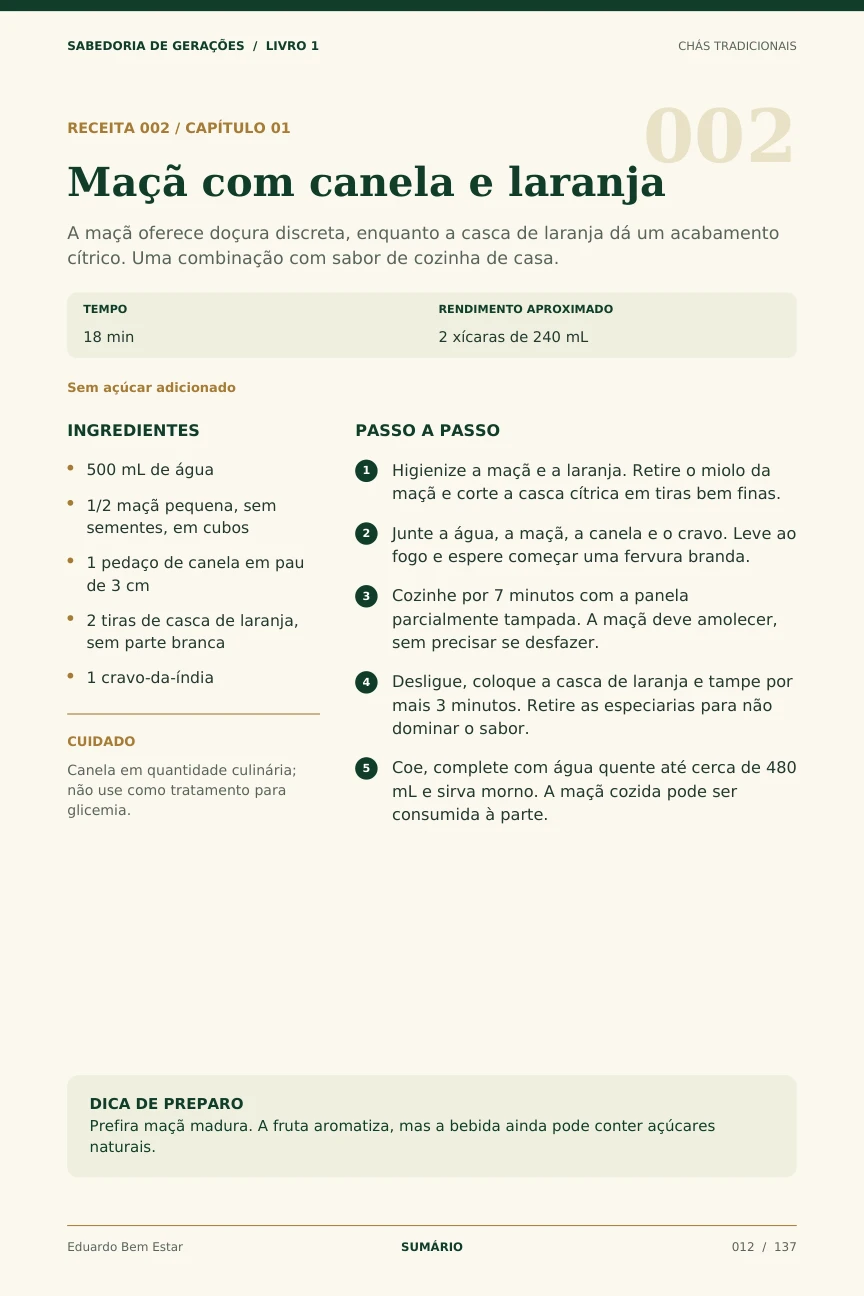 SABEDORIA DE GERAÇÕES / LIVRO 1
CHÁS TRADICIONAIS
RECEITA 002 / CAPÍTULO 01
002
Maçã com canela e laranja
A maçã oferece doçura discreta, enquanto a casca de laranja dá um acabamento
cítrico. Uma combinação com sabor de cozinha de casa.
TEMPO
18 min
RENDIMENTO APROXIMADO
2 xícaras de 240 mL
Sem açúcar adicionado
INGREDIENTES
• 500 mL de água
• 1/2 maçã pequena, sem
sementes, em cubos
• 1 pedaço de canela em pau
de 3 cm
• 2 tiras de casca de laranja,
sem parte branca
• 1 cravo-da-índia
CUIDADO
Canela em quantidade culinária;
não use como tratamento para
glicemia.
PASSO A PASSO
1 Higienize a maçã e a laranja. Retire o miolo da
maçã e corte a casca cítrica em tiras bem finas.
2 Junte a água, a maçã, a canela e o cravo. Leve ao
fogo e espere começar uma fervura branda.
3 Cozinhe por 7 minutos com a panela
parcialmente tampada. A maçã deve amolecer,
sem precisar se desfazer.
4 Desligue, coloque a casca de laranja e tampe por
mais 3 minutos. Retire as especiarias para não
dominar o sabor.
5 Coe, complete com água quente até cerca de 480
mL e sirva morno. A maçã cozida pode ser
consumida à parte.
DICA DE PREPARO
Prefira maçã madura. A fruta aromatiza, mas a bebida ainda pode conter açúcares
naturais.
Eduardo Bem Estar
SUMÁRIO
012 / 137